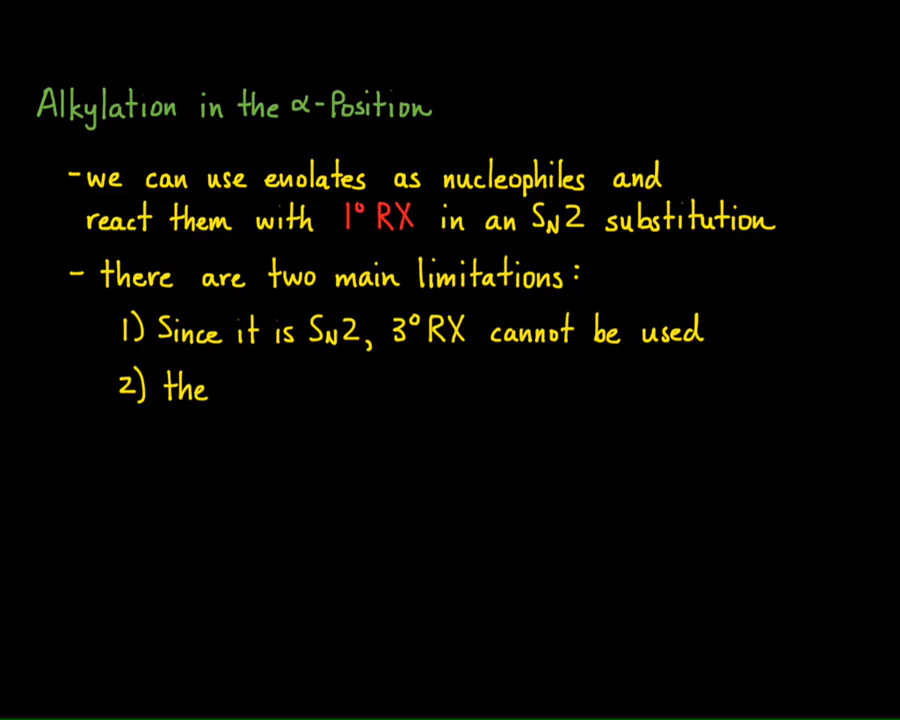 Alkylation in the α-Position
- we can use enolates as nucleophiles and
react them with 1° RX in an SN2 substitution
- there are two main limitations:
1) Since it is SN2, 3° RX cannot be used
2) the